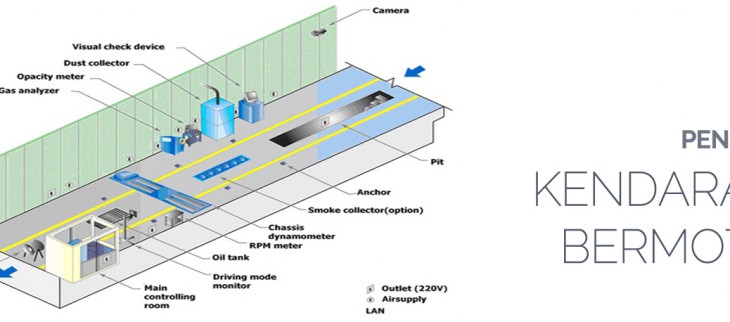 Camera
Visual check device
Dust collector
Opacity meter
Gas analyzer
Pit
Anchor
Smoke collector(option)
Chassis
dynamometer
RPM meter
Oil tank
Driving mode
monitor
Main
controlling
room
Outlet (220V)
Airsupply
LAN
PEN
KENDARA
BERMOT